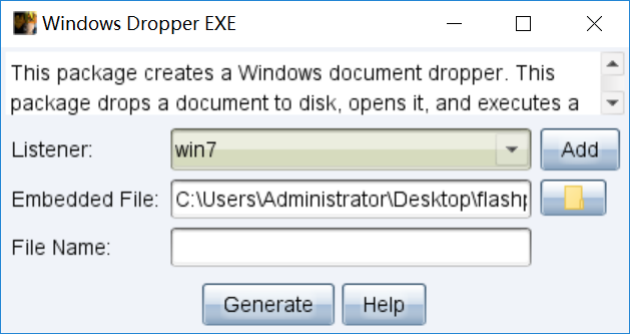 Windows Dropper EXE
This package creates a Windows document dropper. This
package drops a document to disk, opens it, and executes a
Listener: win7 Add
Embedded File: C:\Users\Administrator\Desktop\flashp
File Name:
Generate Help